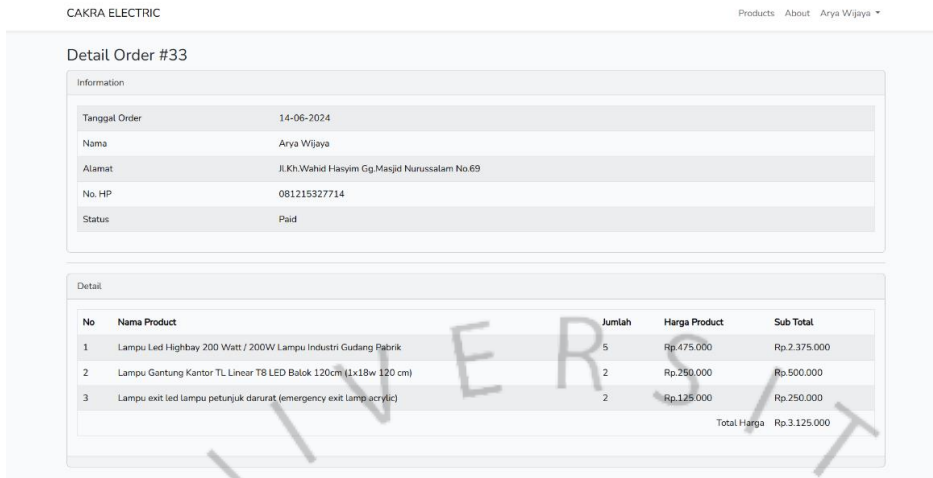 CAKRA ELECTRIC Products About Arya Wijaya
Detail Order #33
Information
Tanggal Order 14-06-2024
Nama Arya Wijaya
Alamat Jl.Kh.Wahid Hasyim Gg.Masjid Nurussalam No.69
No. HP 081215327714
Status Paid
Detail
No Nama Product Jumlah Harga Product Sub Total
1 Lampu Led Highbay 200 Watt / 200W Lampu Industri Gudang Pabrik 5 Rp.475.000 Rp.2.375.000
2 Lampu Gantung Kantor TL Linear T8 LED Balok 120cm (1x18w 120 cm) 2 Rp.250.000 Rp.500.000
3 Lampu exit led lampu petunjuk darurat (emergency exit lamp acrylic) 2 Rp.125.000 Rp.250.000
Total Harga Rp.3.125.000
IVERSIT